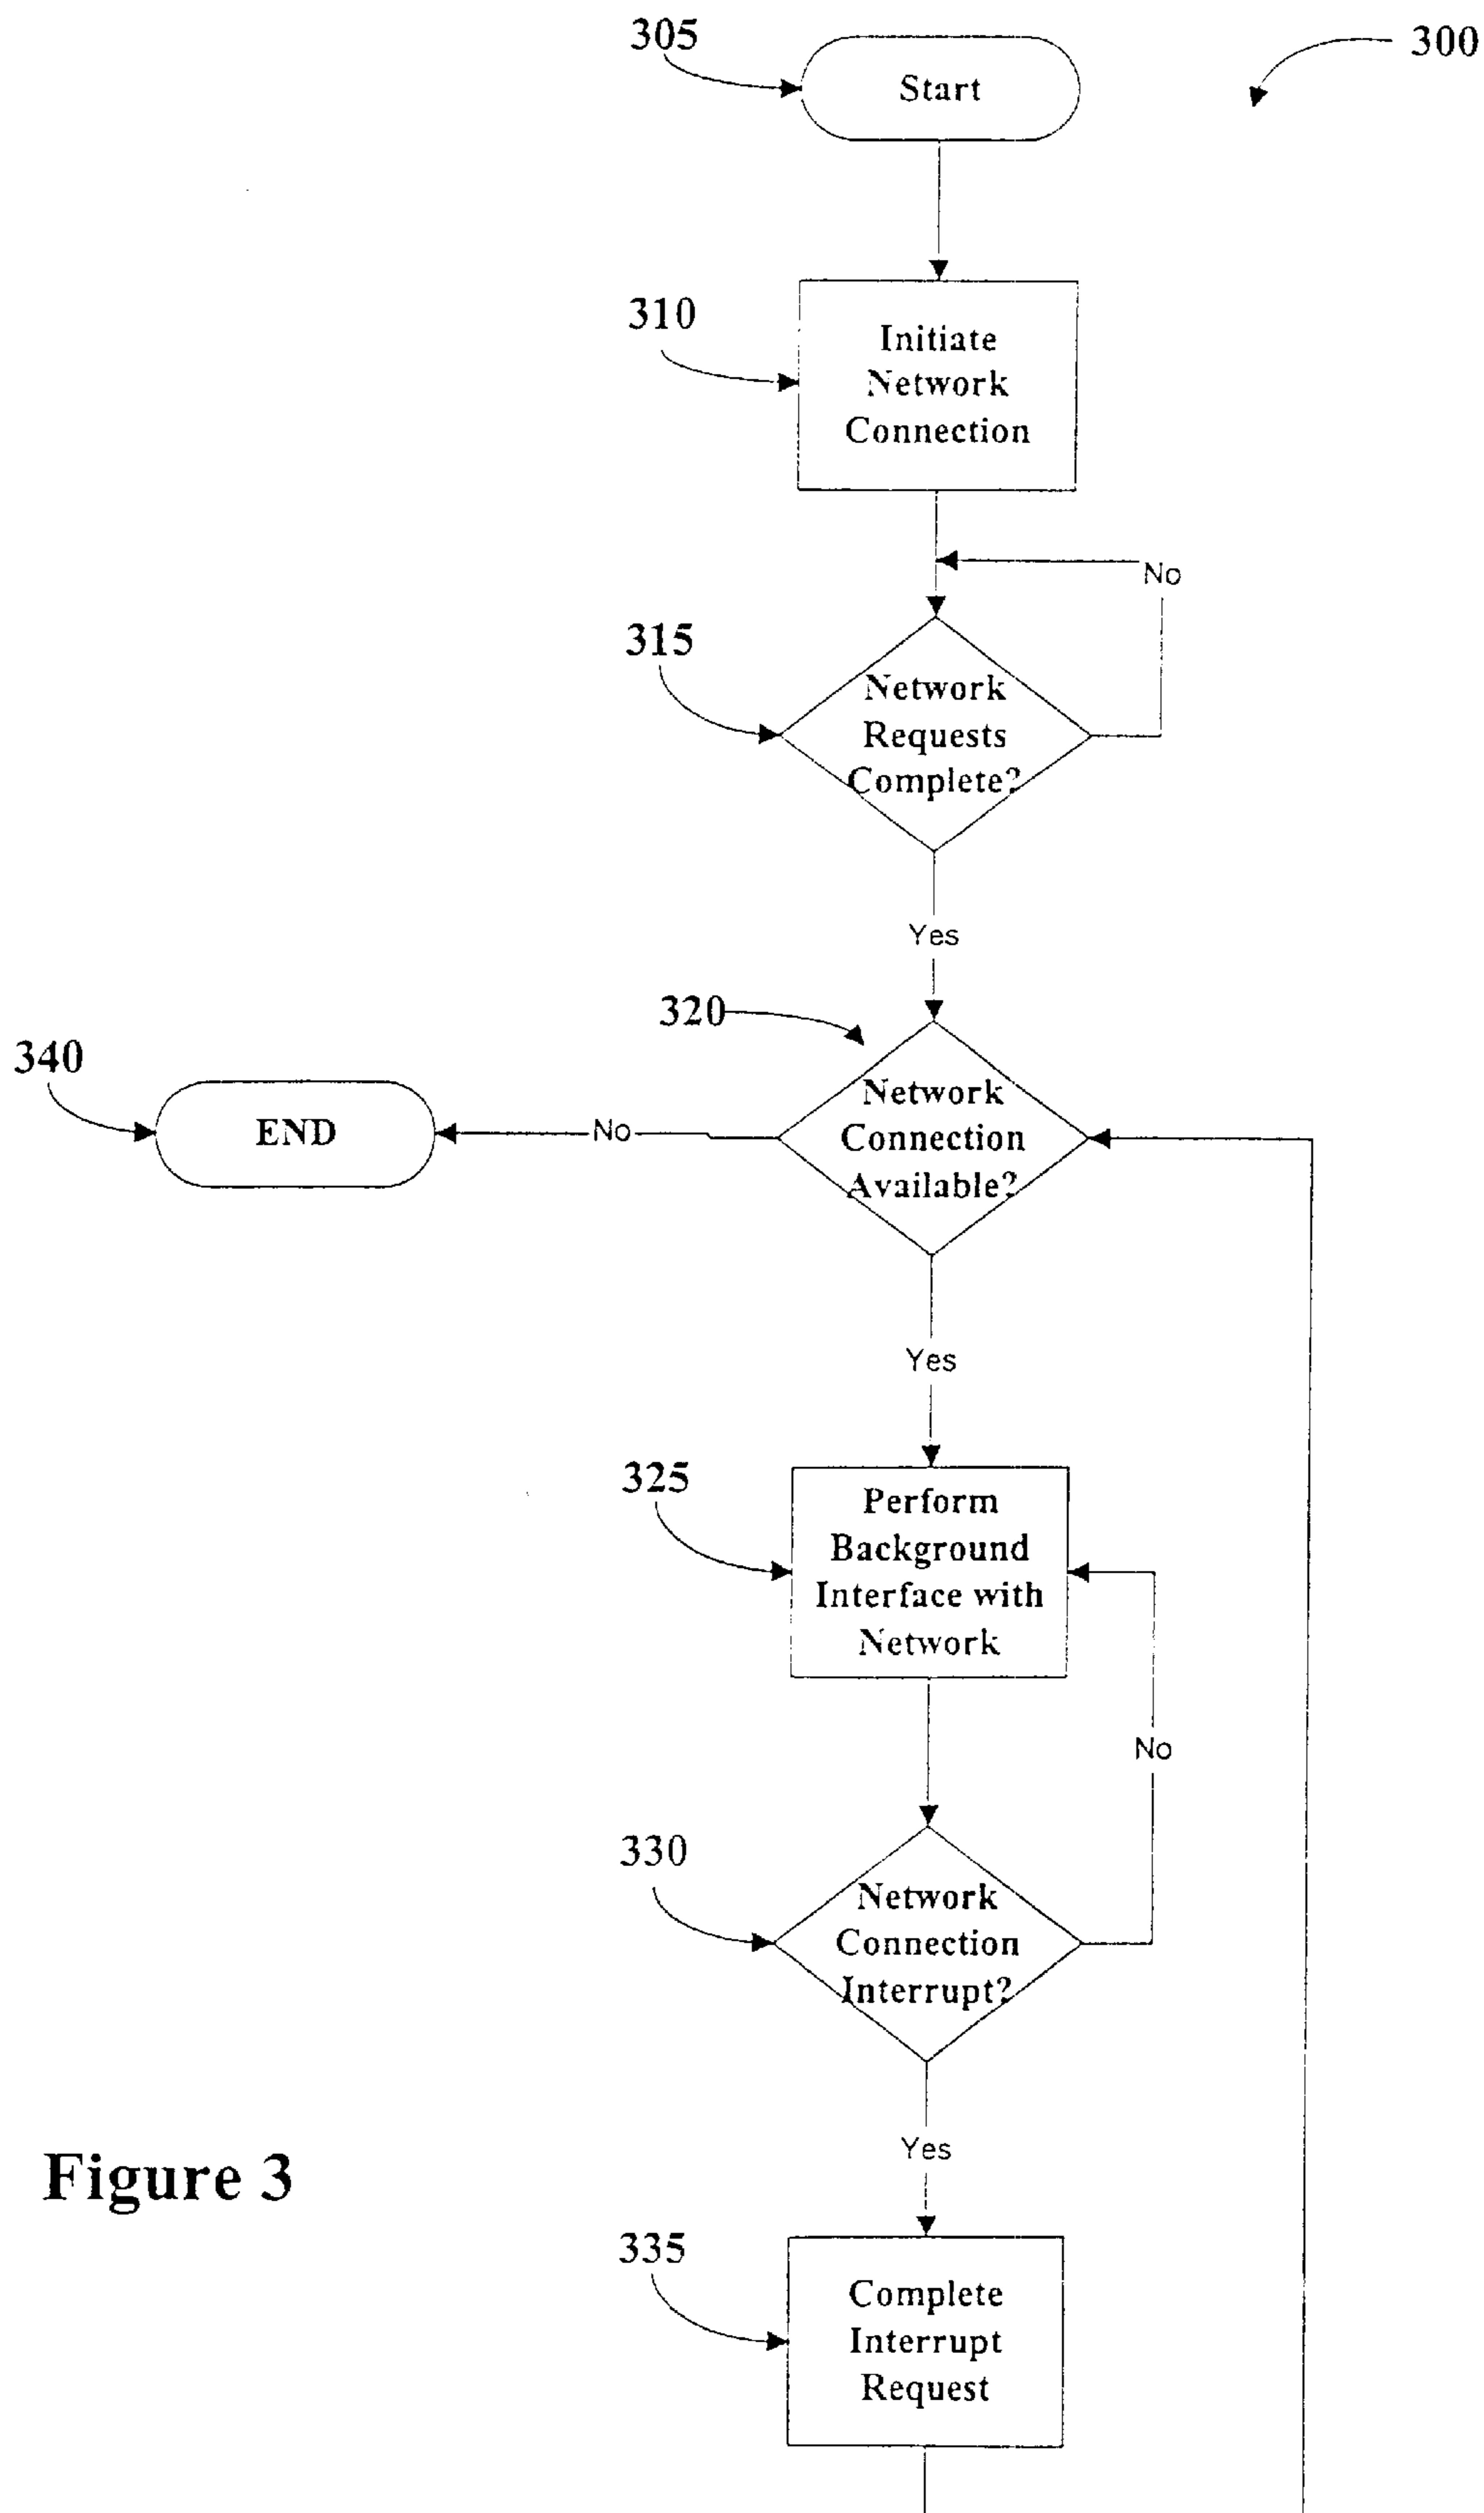 305
Start
300
310
Initiate
Network
Connection
No
315
Network
Requests
Complete?
Yes
320
340
END
No
Network
Connection
Available?
Yes
325
Perform
Background
Interface with
Network
No
330
Network
Connection
Interrupt?
Yes
Figure 3
335
Complete
Interrupt
Request